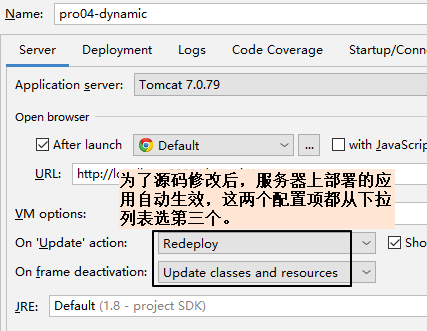 Name: pro04-dynamic
Server Deployment Logs Code Coverage Startup/Conn
Application server: Tomcat 7.0.79
Open browser
After launch Default ... with JavaScrip
URL: http://lo
为了源码修改后，服务器上部署的应
用自动生效，这两个配置项都从下拉
列表选第三个。
VM options:
On 'Update' action: Redeploy Sho
On frame deactivation: Update classes and resources
JRE: Default (1.8 - project SDK)